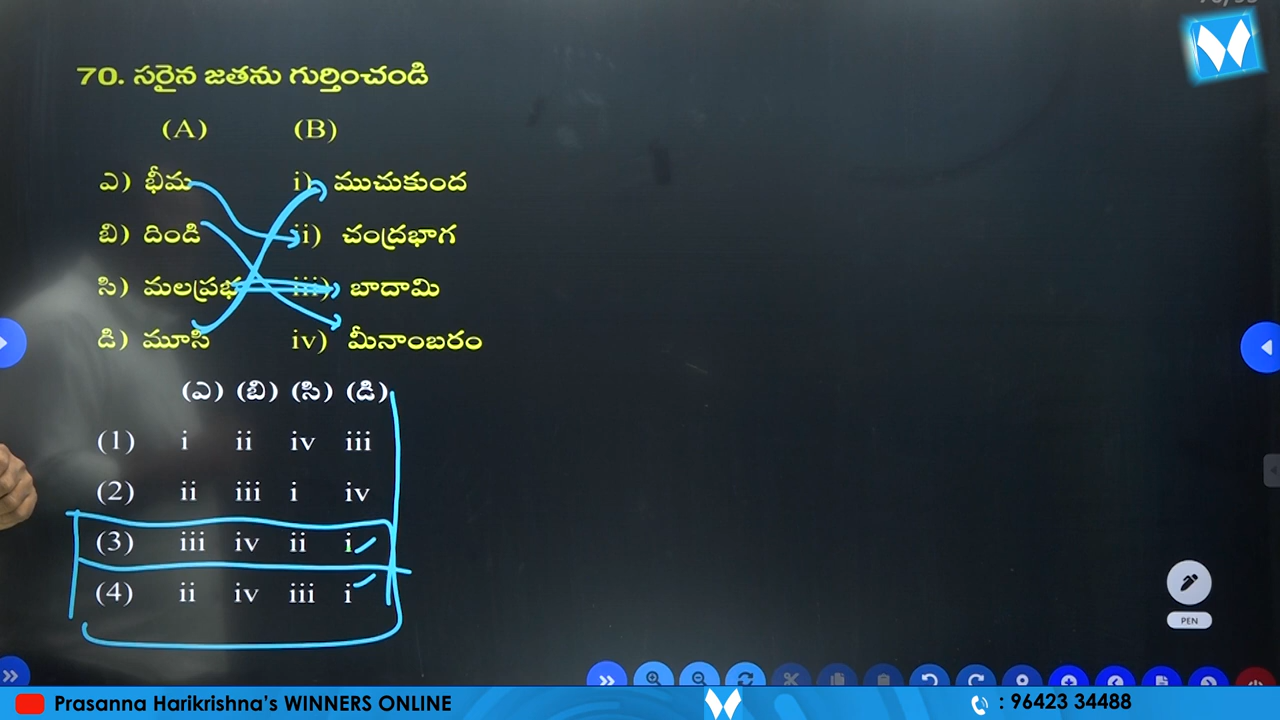 70. సరైన జతను గుర్తించండి
(A) (B)
ఎ) భీమ i) ముచుకుంద
బి) దిండి ii) చంద్రభాగ
సి) మలప్రభ iii) బాదామి
డి) మూసి iv) మీనాంబరం
(ఎ) (బి) (సి) (డి)
(1) i ii iv iii
(2) ii iii i iv
(3) iii iv ii i
(4) ii iv iii i
PEN
Prasanna Harikrishna's WINNERS ONLINE : 96423 34488